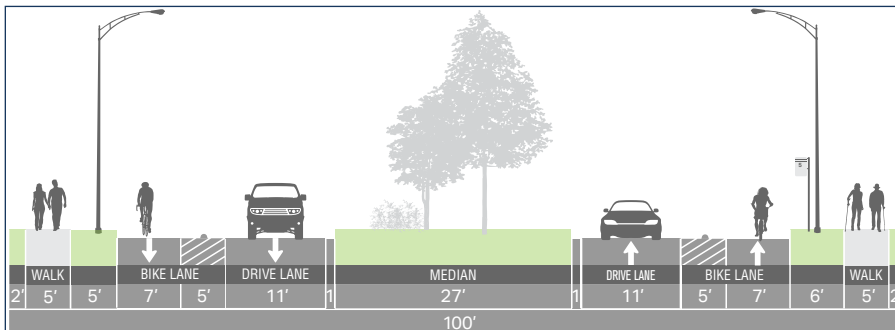 5
WALK BIKE LANE DRIVE LANE MEDIAN DRIVE LANE BIKE LANE WALK
2' 5' 5' 7' 5' 11' 1 27' 1 11' 5' 7' 6' 5' 2
100'